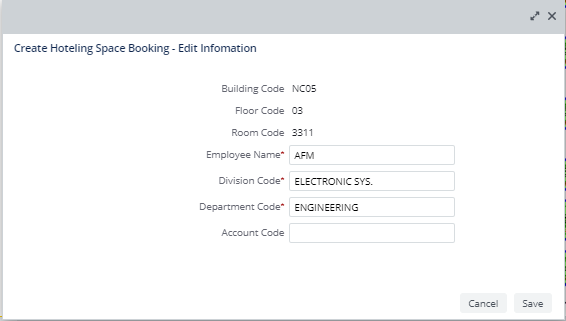 Create Hoteling Space Booking - Edit Infomation
Building Code NC05
Floor Code 03
Room Code 3311
Employee Name* AFM
Division Code* ELECTRONIC SYS.
Department Code* ENGINEERING
Account Code
Cancel Save